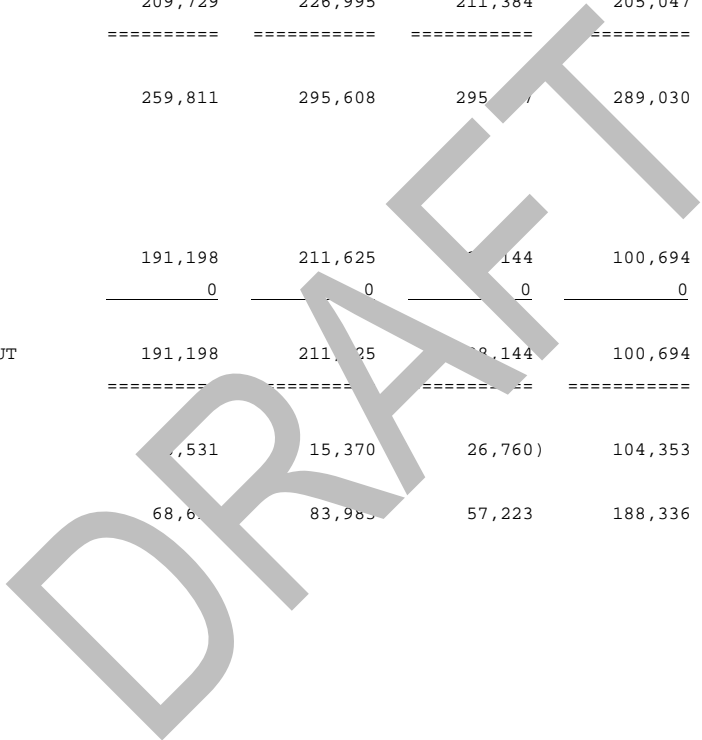 209,729 226,995 211,384 205,047
========== =========== =========== =========
259,811 295,608 289,030
191,198 211,625 100,694
0 0 0 0
191,198 100,694
========== =========== =========== ===========
15,370 26,760) 104,353
57,223 188,336
DRAFT